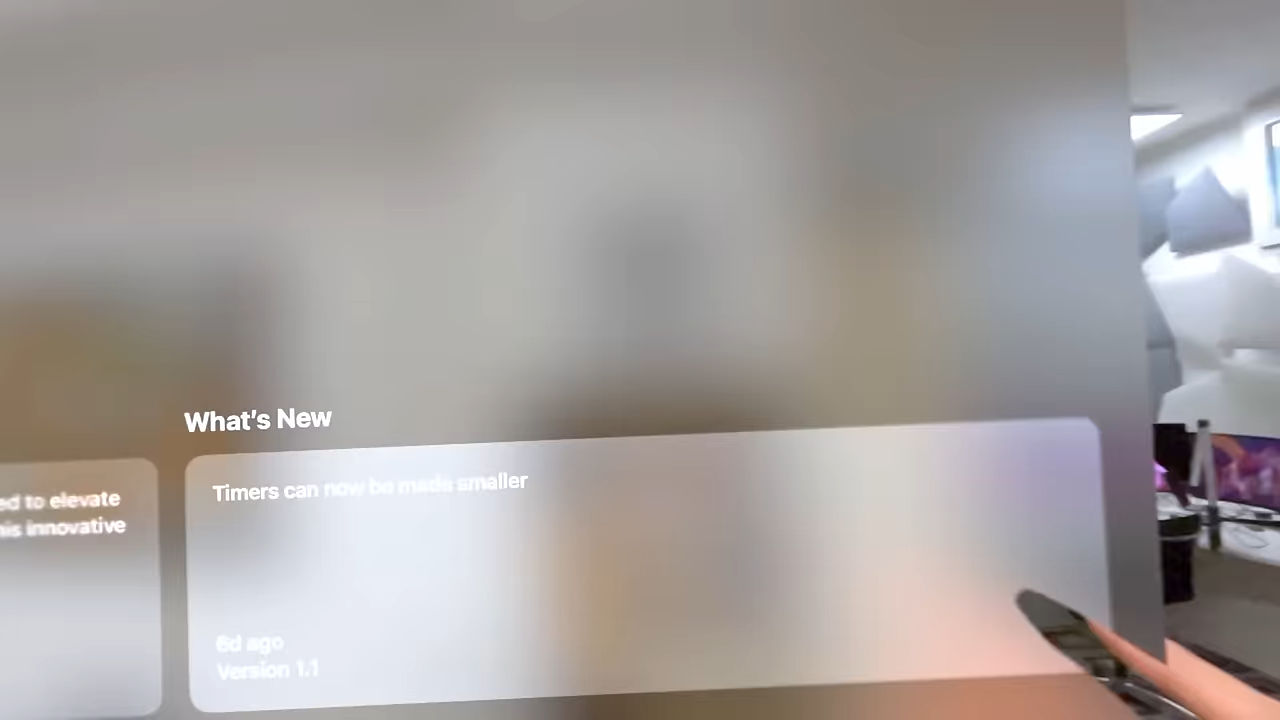 What's New
ed to elevate
his innovative
Timers can now be made smaller
6d ago
Version 1.1